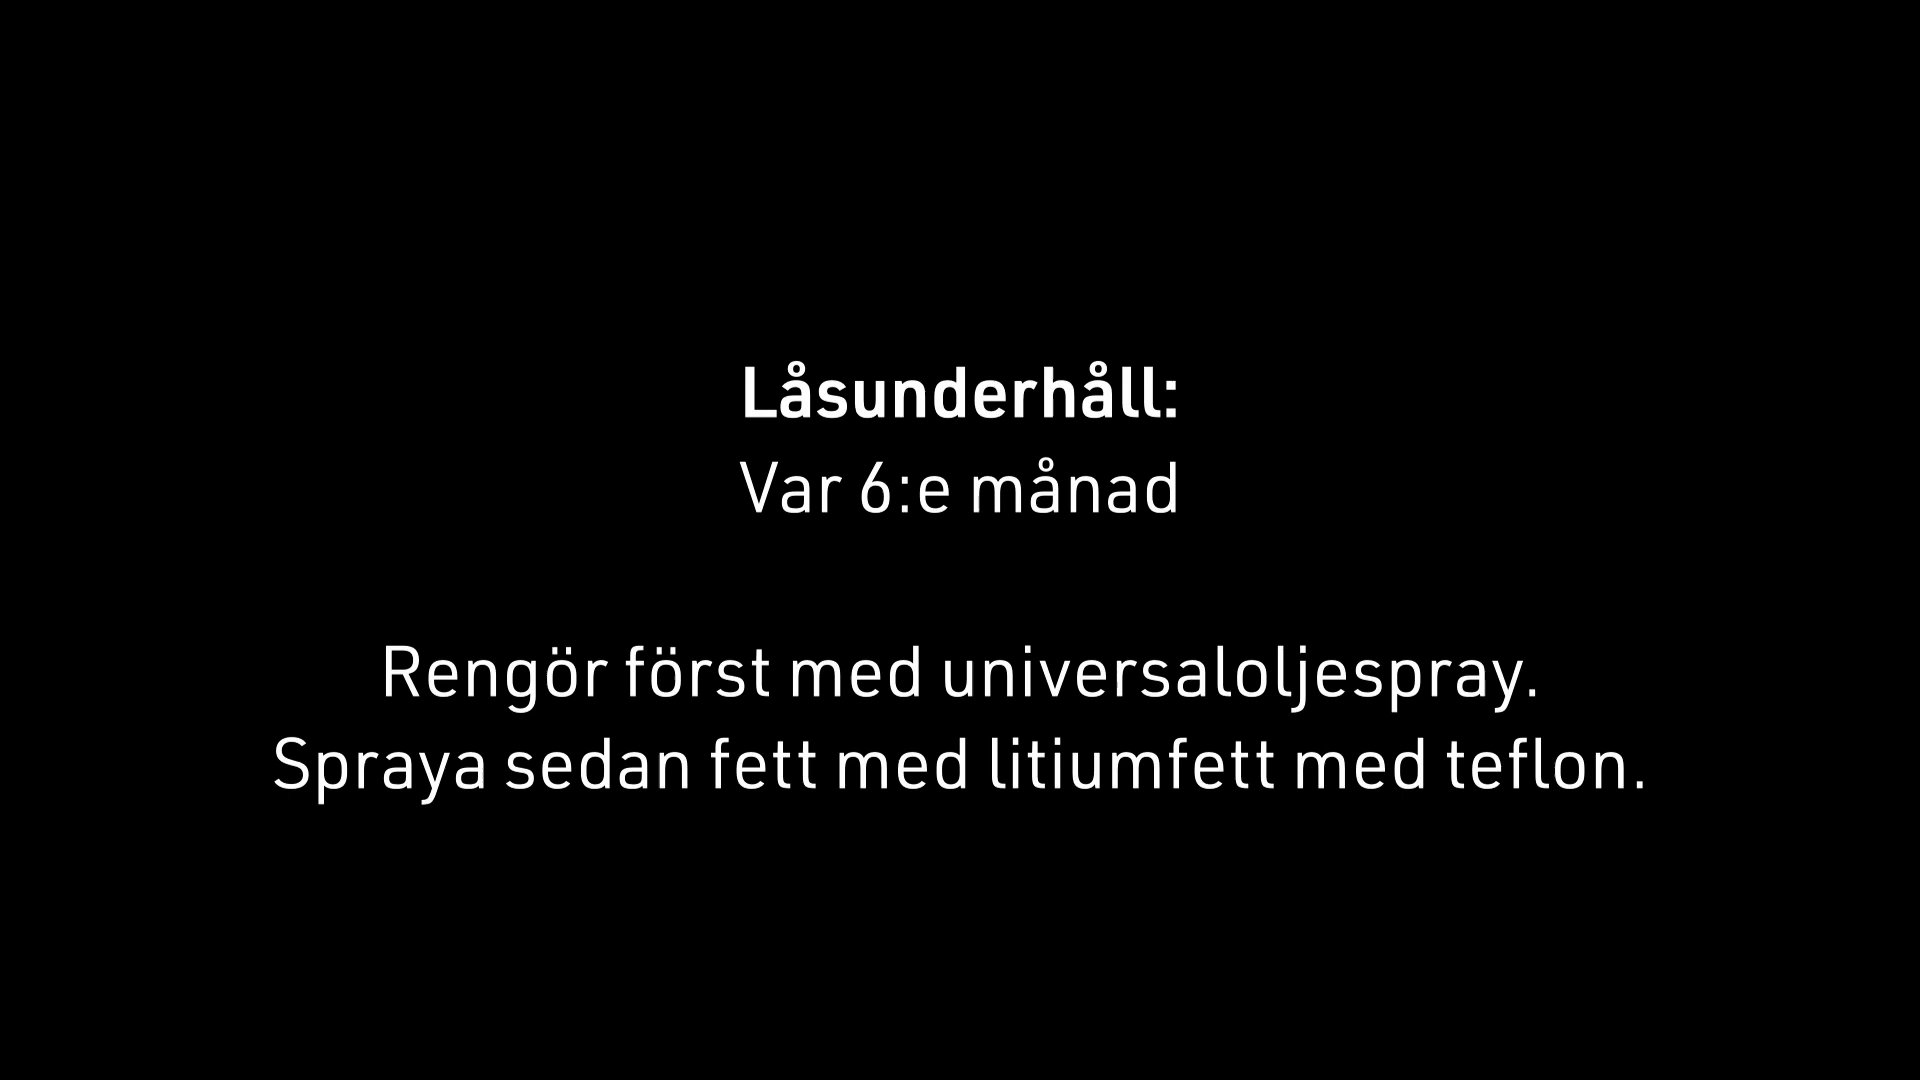 Låsunderhåll:
Var 6:e månad
Rengör först med universaloljespray.
Spraya sedan fett med litiumfett med teflon.